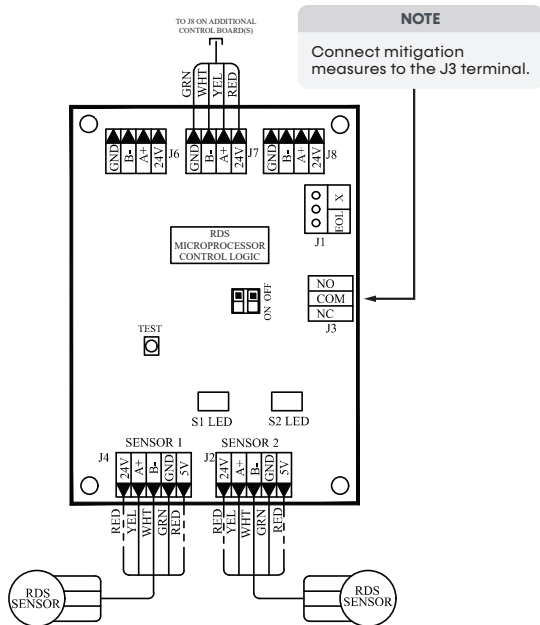 TO J8 ON ADDITIONAL
CONTROL BOARD(S)
NOTE
Connect mitigation
measures to the J3 terminal.
GRN
WHT
YEL
RED
GND
B-
A+
24V
J6
GND
B-
A+
24V
J7
GND
B-
A+
24V
J8
X
EOL
J1
RDS
MICROPROCESSOR
CONTROL LOGIC
ON OFF
NO
COM
NC
J3
TEST
S1 LED
S2 LED
SENSOR 1
SENSOR 2
J4
24V
A+
B-
GND
5V
J2
24V
A+
B-
GND
5V
RED
YEL
WHT
GRN
RED
RED
YEL
WHT
GRN
RED
RDS
SENSOR
RDS
SENSOR